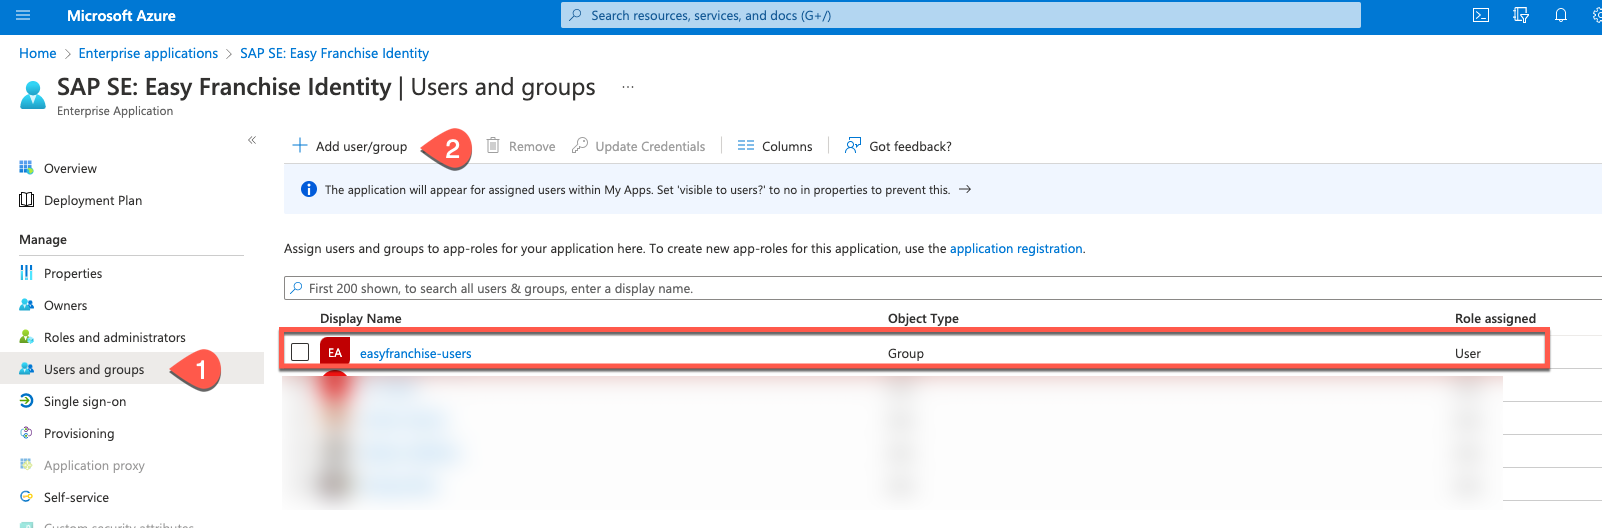 Microsoft Azure
Search resources, services, and docs (G+/)
Home > Enterprise applications > SAP SE: Easy Franchise Identity
SAP SE: Easy Franchise Identity | Users and groups ...
Enterprise Application
«
Overview
Deployment Plan
Manage
Properties
Owners
Roles and administrators
Users and groups 1
Single sign-on
Provisioning
Application proxy
Self-service
Custom security attributes
+ Add user/group 2 Remove Update Credentials | Columns | Got feedback?
The application will appear for assigned users within My Apps. Set 'visible to users?' to no in properties to prevent this. →
Assign users and groups to app-roles for your application here. To create new app-roles for this application, use the application registration.
First 200 shown, to search all users & groups, enter a display name.
Display Name Object Type Role assigned
EA easyfranchise-users Group User